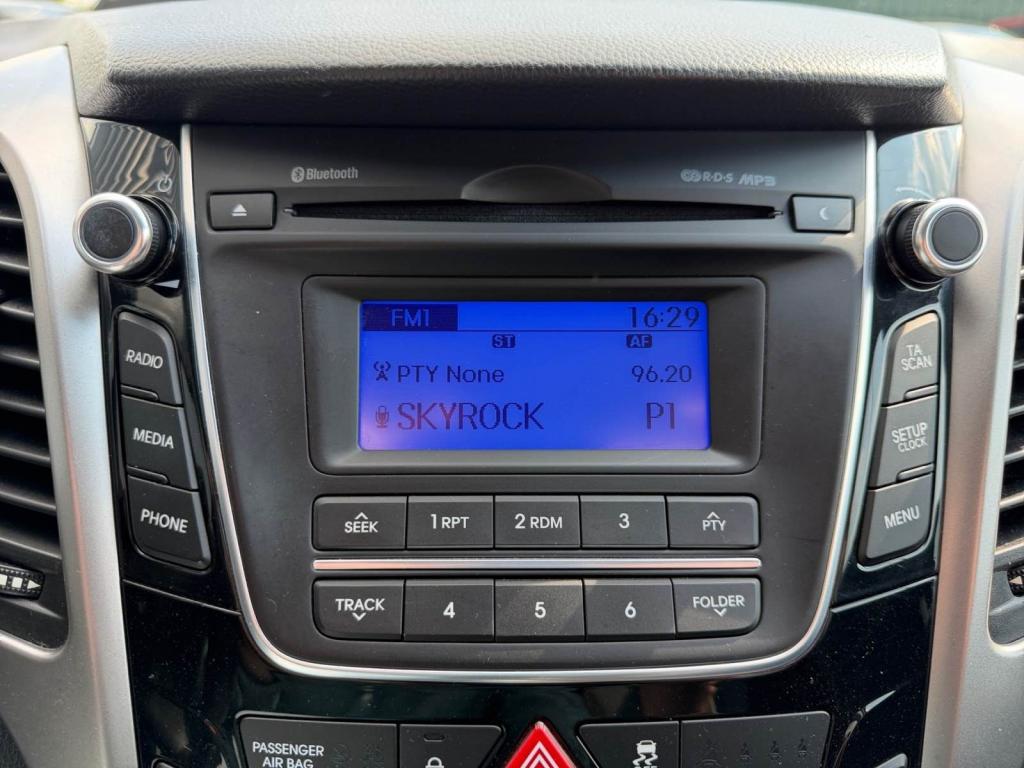 Bluetooth
R·D·S MP3
FM1 16:29
ST AF
PTY None 96.20
SKYROCK P1
RADIO
MEDIA
PHONE
TA
SCAN
SETUP
CLOCK
MENU
SEEK 1 RPT 2 RDM 3 PTY
TRACK 4 5 6 FOLDER
PASSENGER
AIR BAG